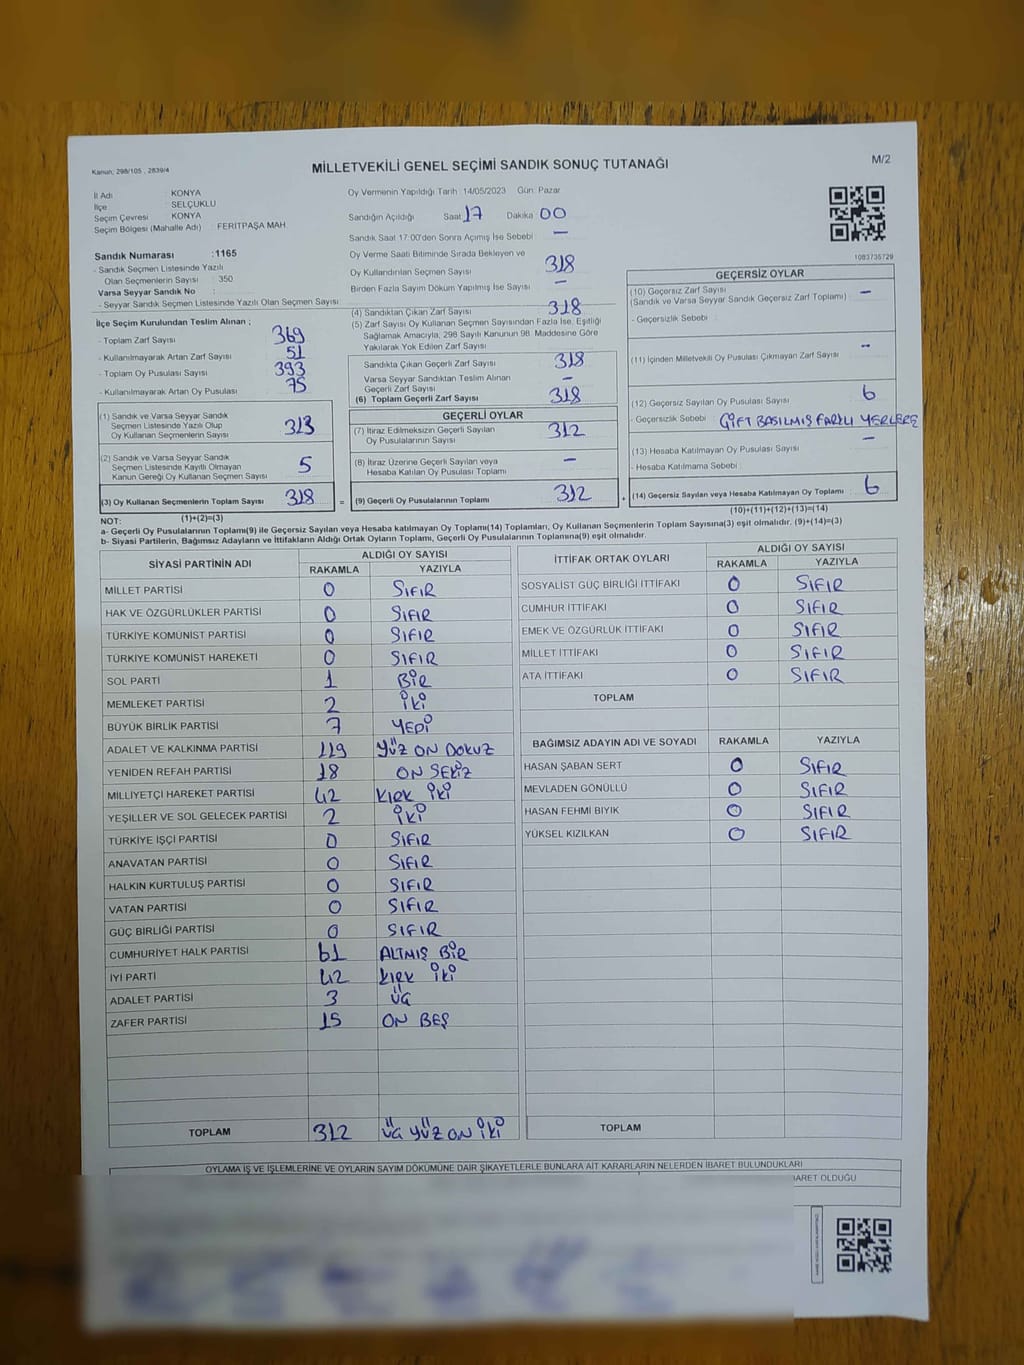 Kanun, 298/105 , 2839/4
MİLLETVEKİLİ GENEL SEÇİMİ SANDIK SONUÇ TUTANAĞI
M/2
İl Adı : KONYA
İlçe : SELÇUKLU
Seçim Çevresi : KONYA
Seçim Bölgesi (Mahalle Adı) : FERİTPAŞA MAH.
Sandık Numarası :1165
- Sandık Seçmen Listesinde Yazılı
Olan Seçmenlerin Sayısı : 350
Varsa Seyyar Sandık No :
- Seyyar Sandık Seçmen Listesinde Yazılı Olan Seçmen Sayısı :
İlçe Seçim Kurulundan Teslim Alınan ;
- Toplam Zarf Sayısı : 369
- Kullanılmayarak Artan Zarf Sayısı : 51
- Toplam Oy Pusulası Sayısı : 393
- Kullanılmayarak Artan Oy Pusulası : 75
(1) Sandık ve Varsa Seyyar Sandık
Seçmen Listesinde Yazılı Olup
Oy Kullanan Seçmenlerin Sayısı : 313
(2) Sandık ve Varsa Seyyar Sandık
Seçmen Listesinde Kayıtlı Olmayan
Kanun Gereği Oy Kullanan Seçmen Sayısı : 5
(3) Oy Kullanan Seçmenlerin Toplam Sayısı : 318
(1)+(2)=(3)
Oy Vermenin Yapıldığı Tarih : 14/05/2023 Gün: Pazar
Sandığın Açıldığı Saat 17 Dakika 00
Sandık Saat 17:00'den Sonra Açımış İse Sebebi : —
Oy Verme Saati Bitiminde Sırada Bekleyen ve
Oy Kullandırılan Seçmen Sayısı : 318
Birden Fazla Sayım Döküm Yapılmış İse Sayısı : —
(4) Sandıktan Çıkan Zarf Sayısı : 318
(5) Zarf Sayısı Oy Kullanan Seçmen Sayısından Fazla İse, Eşitliği
Sağlamak Amacıyla, 298 Sayılı Kanunun 98. Maddesine Göre
Yakılarak Yok Edilen Zarf Sayısı :
Sandıkta Çıkan Geçerli Zarf Sayısı : 318
Varsa Seyyar Sandıktan Teslim Alınan
Geçerli Zarf Sayısı : —
(6) Toplam Geçerli Zarf Sayısı : 318
GEÇERLİ OYLAR
(7) İtiraz Edilmeksizin Geçerli Sayılan
Oy Pusulalarının Sayısı : 312
(8) İtiraz Üzerine Geçerli Sayılan veya
Hesaba Katılan Oy Pusulası Toplamı : —
= (9) Geçerli Oy Pusulalarının Toplamı : 312
1083735729
GEÇERSİZ OYLAR
(10) Geçersiz Zarf Sayısı : —
(Sandık ve Varsa Seyyar Sandık Geçersiz Zarf Toplamı)
- Geçersizlik Sebebi :
(11) İçinden Milletvekili Oy Pusulası Çıkmayan Zarf Sayısı : —
(12) Geçersiz Sayılan Oy Pusulası Sayısı : 6
- Geçersizlik Sebebi : ÇİFT BASILMIŞ FARKLI YERLERE
(13) Hesaba Katılmayan Oy Pusulası Sayısı : —
- Hesaba Katılmama Sebebi :
(14) Geçersiz Sayılan veya Hesaba Katılmayan Oy Toplamı : 6
(10)+(11)+(12)+(13)=(14)
NOT:
a- Geçerli Oy Pusulalarının Toplamı(9) ile Geçersiz Sayılan veya Hesaba katılmayan Oy Toplamı(14) Toplamları, Oy Kullanan Seçmenlerin Toplam Sayısına(3) eşit olmalıdır. (9)+(14)=(3)
b- Siyasi Partilerin, Bağımsız Adayların ve İttifakların Aldığı Ortak Oyların Toplamı, Geçerli Oy Pusulalarının Toplamına(9) eşit olmalıdır.
SİYASİ PARTİNİN ADI ALDIĞI OY SAYISI
RAKAMLA YAZIYLA
MİLLET PARTİSİ 0 SIFIR
HAK VE ÖZGÜRLÜKLER PARTİSİ 0 SIFIR
TÜRKİYE KOMÜNİST PARTİSİ 0 SIFIR
TÜRKİYE KOMÜNİST HAREKETİ 0 SIFIR
SOL PARTİ 1 BİR
MEMLEKET PARTİSİ 2 İKİ
BÜYÜK BİRLİK PARTİSİ 7 YEDİ
ADALET VE KALKINMA PARTİSİ 119 YÜZ ON DOKUZ
YENİDEN REFAH PARTİSİ 18 ON SEKİZ
MİLLİYETÇİ HAREKET PARTİSİ 42 KIRK İKİ
YEŞİLLER VE SOL GELECEK PARTİSİ 2 İKİ
TÜRKİYE İŞÇİ PARTİSİ 0 SIFIR
ANAVATAN PARTİSİ 0 SIFIR
HALKIN KURTULUŞ PARTİSİ 0 SIFIR
VATAN PARTİSİ 0 SIFIR
GÜÇ BİRLİĞİ PARTİSİ 0 SIFIR
CUMHURİYET HALK PARTİSİ 61 ALTMIŞ BİR
İYİ PARTİ 42 KIRK İKİ
ADALET PARTİSİ 3 ÜÇ
ZAFER PARTİSİ 15 ON BEŞ
TOPLAM 312 ÜÇ YÜZ ON İKİ
İTTİFAK ORTAK OYLARI ALDIĞI OY SAYISI
RAKAMLA YAZIYLA
SOSYALİST GÜÇ BİRLİĞİ İTTİFAKI 0 SIFIR
CUMHUR İTTİFAKI 0 SIFIR
EMEK VE ÖZGÜRLÜK İTTİFAKI 0 SIFIR
MİLLET İTTİFAKI 0 SIFIR
ATA İTTİFAKI 0 SIFIR
TOPLAM
BAĞIMSIZ ADAYIN ADI VE SOYADI RAKAMLA YAZIYLA
HASAN ŞABAN SERT 0 SIFIR
MEVLADEN GÖNÜLLÜ 0 SIFIR
HASAN FEHMİ BIYIK 0 SIFIR
YÜKSEL KIZILKAN 0 SIFIR
TOPLAM
OYLAMA İŞ VE İŞLEMLERİNE VE OYLARIN SAYIM DÖKÜMÜNE DAİR ŞİKAYETLERLE BUNLARA AİT KARARLARIN NELERDEN İBARET BULUNDUKLARI
İBARET OLDUĞU